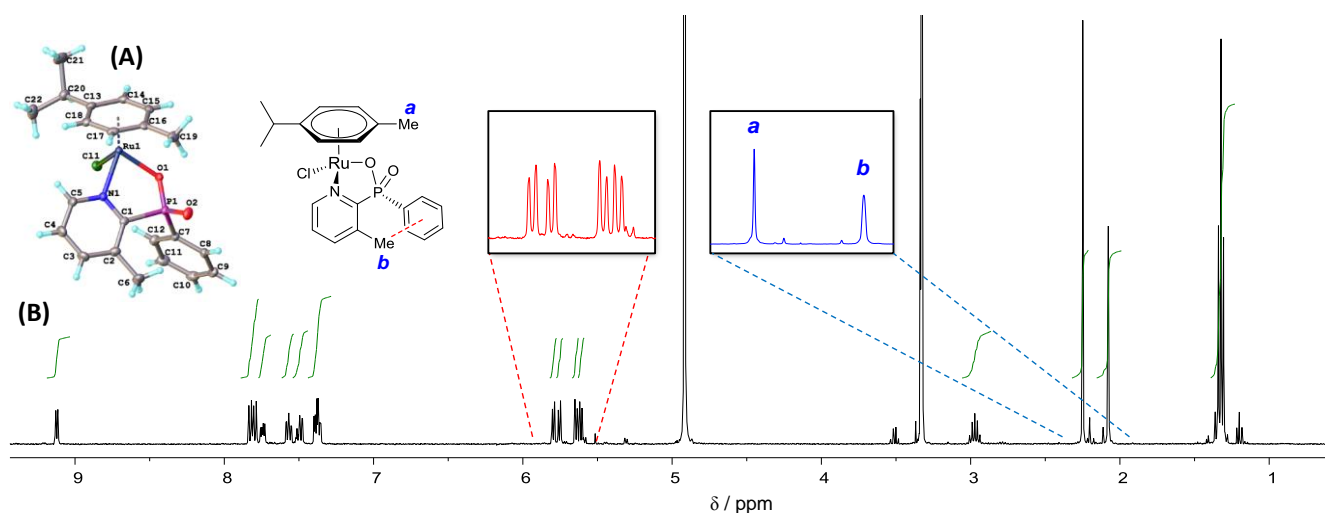 (A)
C21
C20
C22
C13
C14
C18
C15
C16
C17
C19
Ru1
Cl1
O1
N1
C5
P1
O2
C1
C4
C12
C7
C8
C3
C2
C11
C9
C6
C10
a
Me
Ru
O
Cl
O
N
P
Me
b
a
b
(B)
9 8 7 6 5 4 3 2 1
δ / ppm